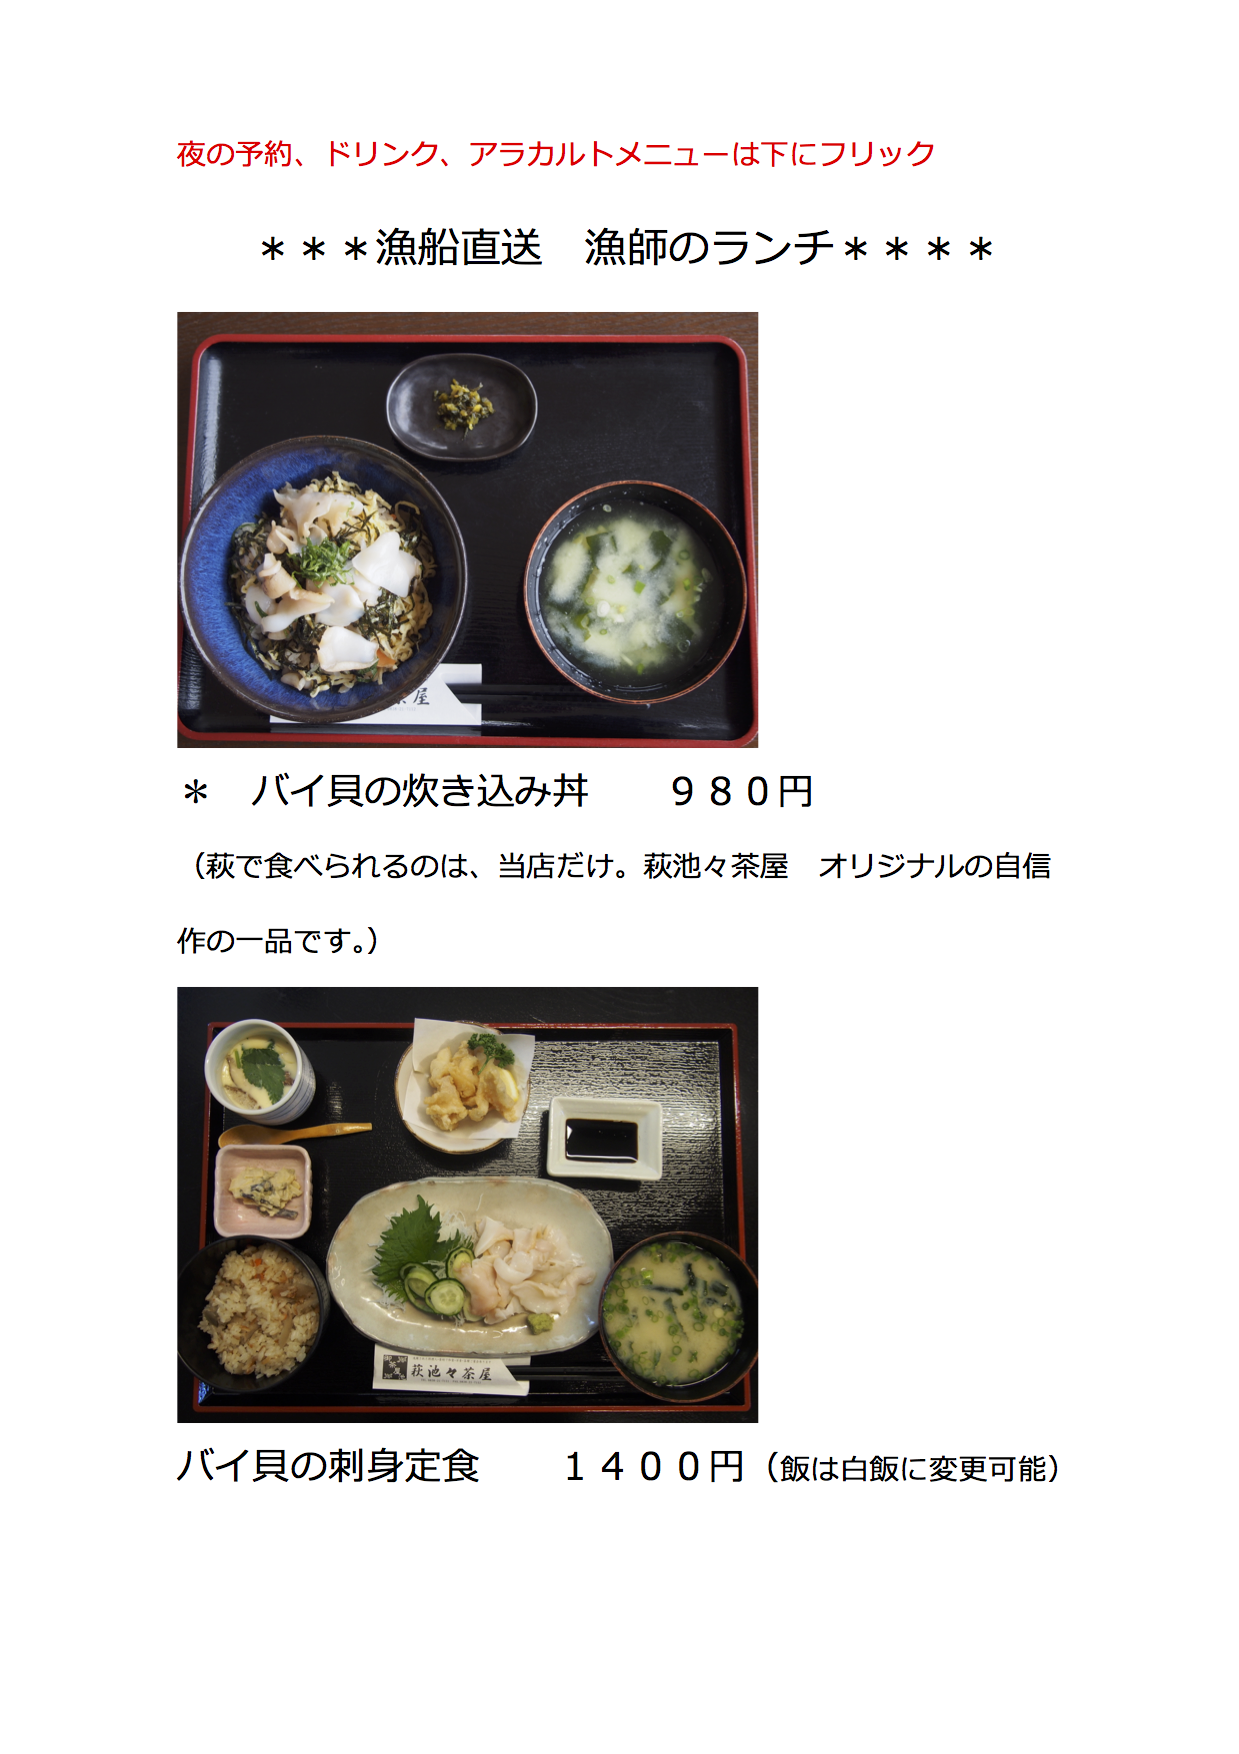 夜の予約、ドリンク、アラカルトメニューは下にフリック
＊＊＊漁船直送　漁師のランチ＊＊＊＊
茶屋
＊　バイ貝の炊き込み丼　　９８０円
（萩で食べられるのは、当店だけ。萩池々茶屋　オリジナルの自信
作の一品です。）
萩池々茶屋
バイ貝の刺身定食　　１４００円（飯は白飯に変更可能）